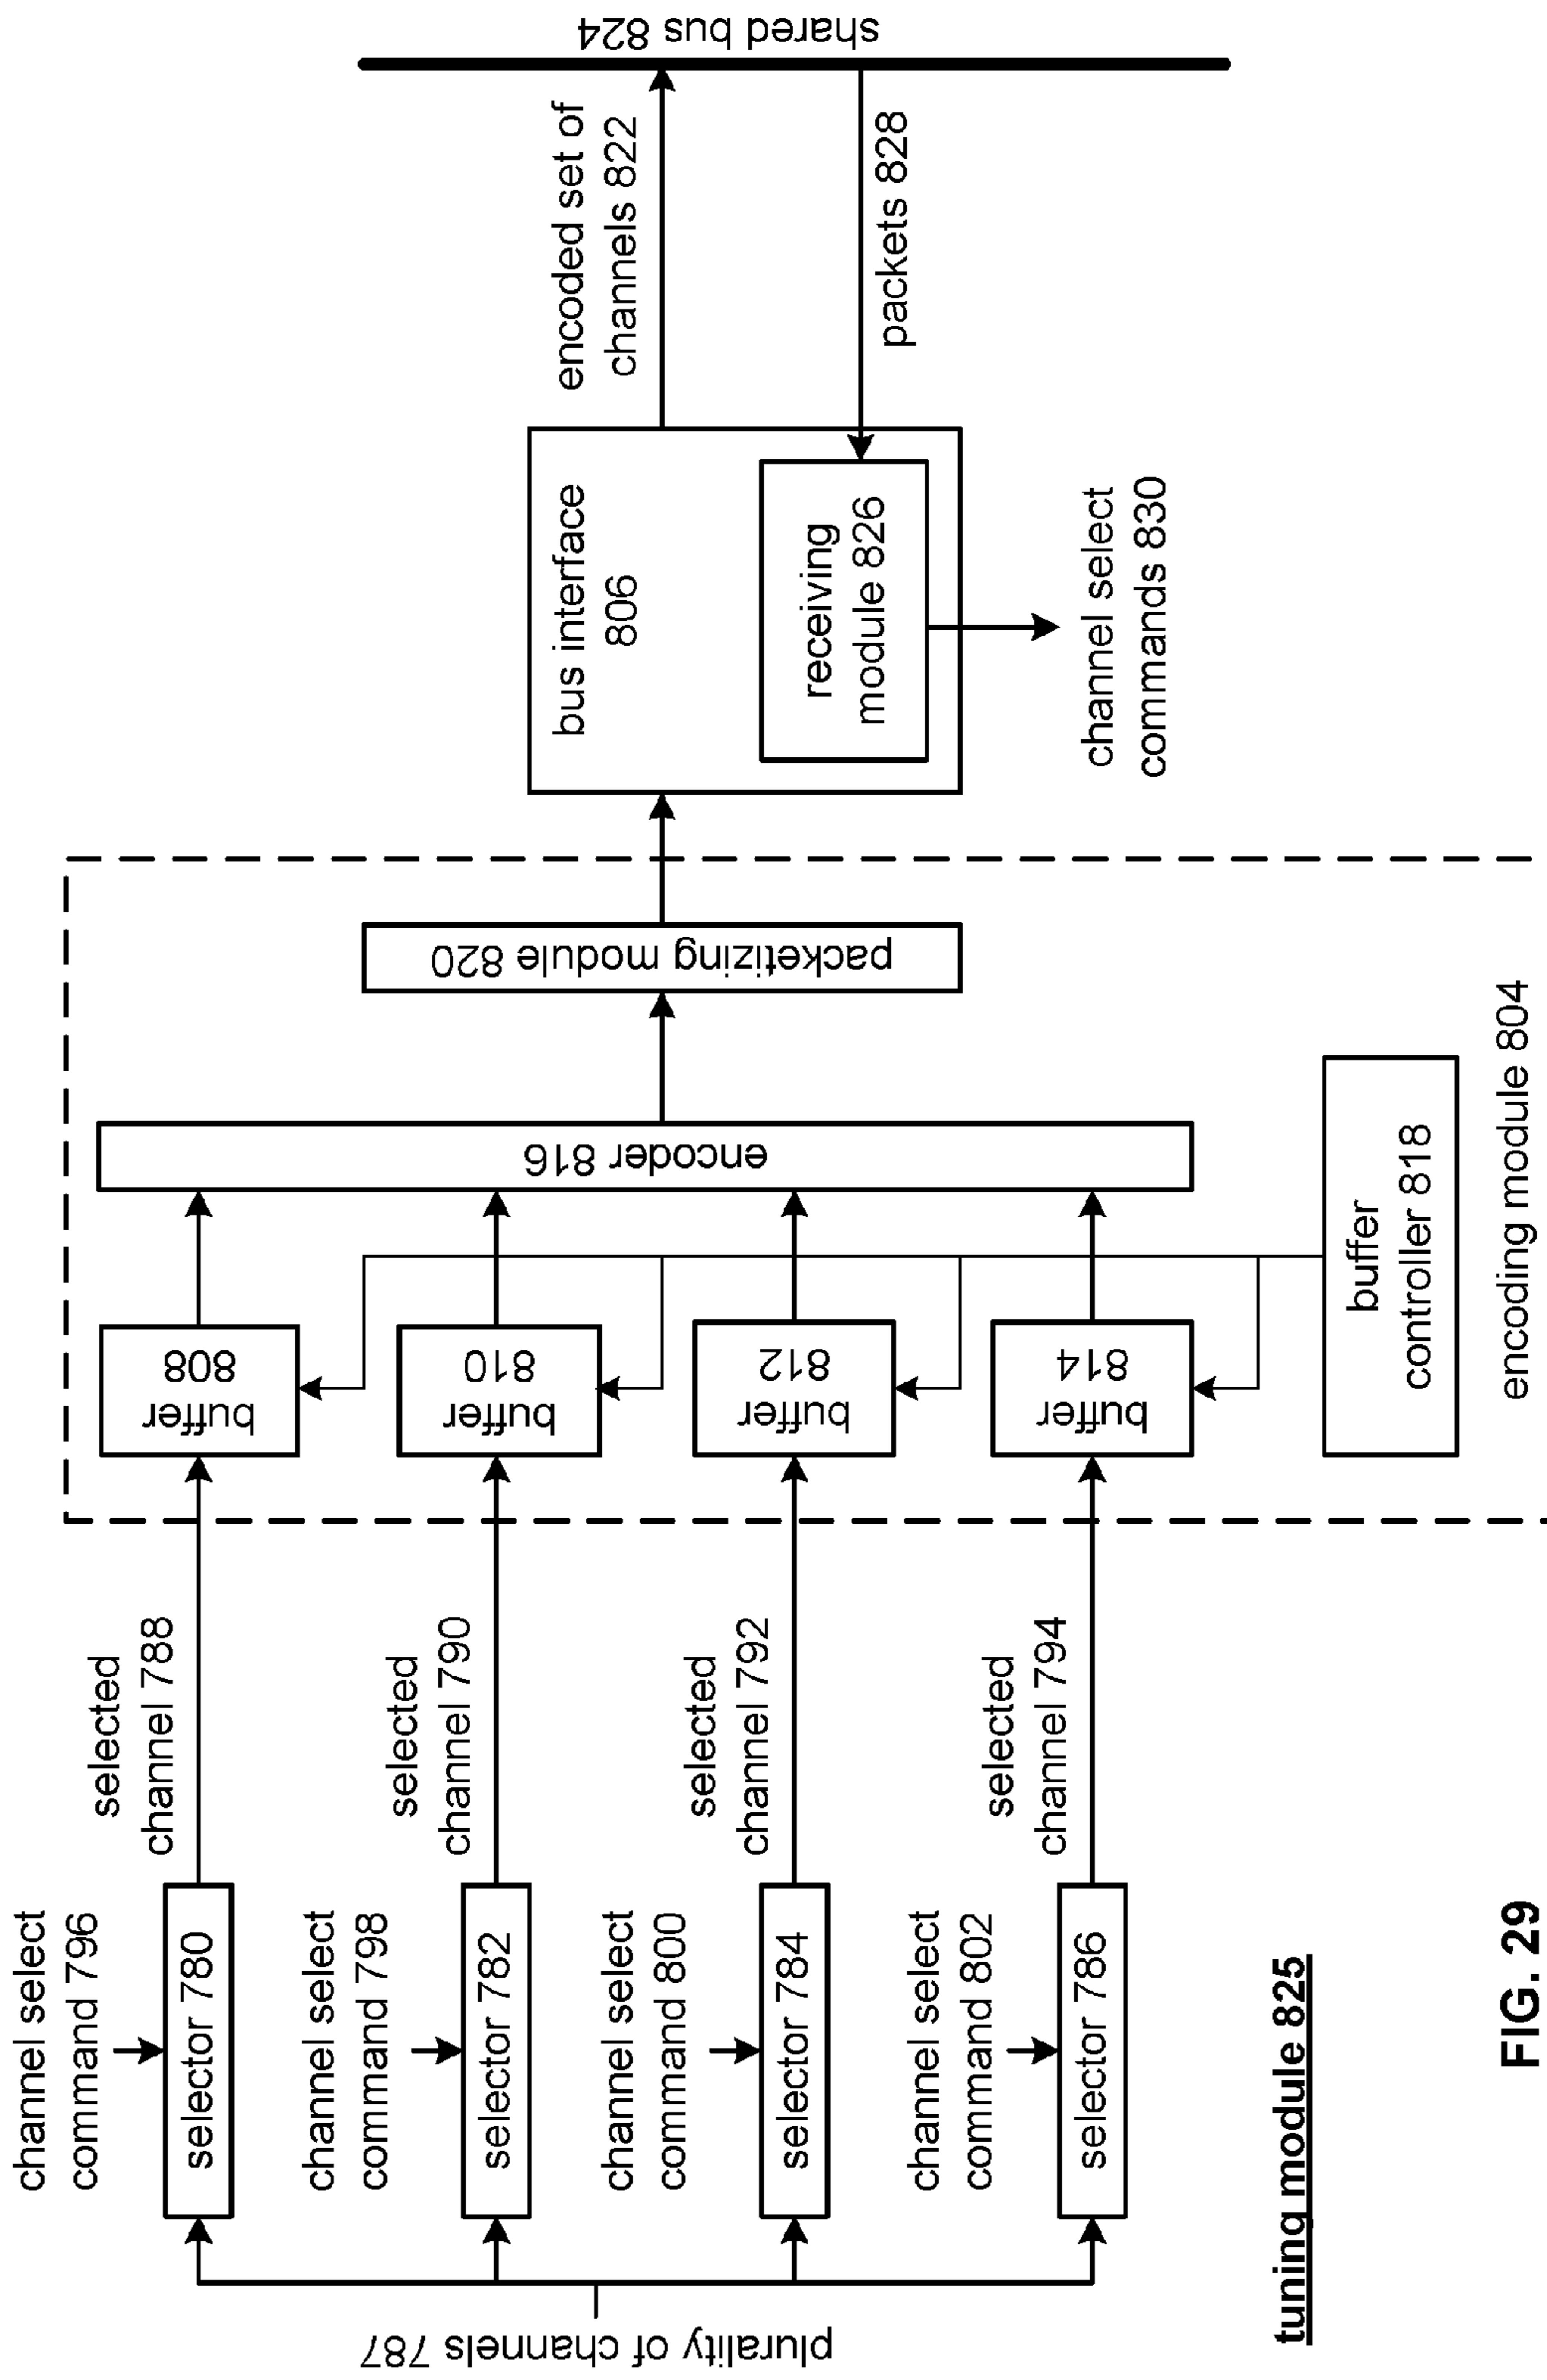 channel select
command 796
selector 780
selected
channel 788
channel select
command 798
selector 782
selected
channel 790
channel select
command 800
selector 784
selected
channel 792
channel select
command 802
selector 786
selected
channel 794
plurality of channels 787
buffer
808
buffer
810
buffer
812
buffer
814
encoder 816
buffer
controller 818
packetizing module 820
encoding module 804
bus interface
806
receiving
module 826
channel select
commands 830
encoded set of
channels 822
packets 828
shared bus 824
tuning module 825
FIG. 29